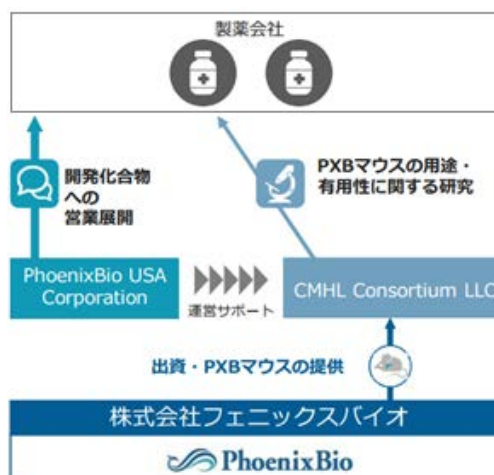 製薬会社
開発化合物
への
営業展開
PXBマウスの用途・
有用性に関する研究
PhoenixBio USA
Corporation
運営サポート
CMHL Consortium LLC
出資・PXBマウスの提供
株式会社フェニックスバイオ
PhoenixBio